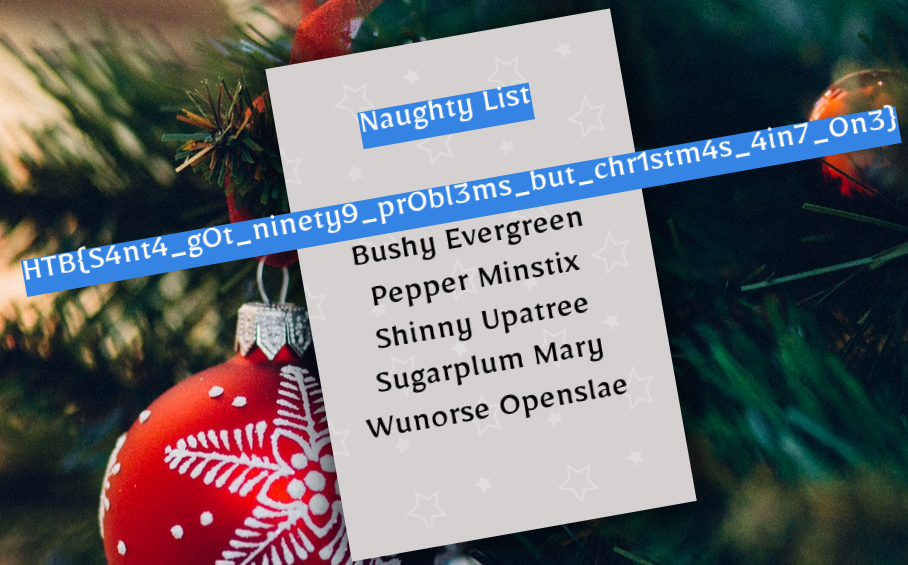 Naughty List
HTB{S4nt4_g0t_ninety9_pr0bl3ms_but_chr1stm4s_4in7_0n3}
Bushy Evergreen
Pepper Minstix
Shinny Upatree
Sugarplum Mary
Wunorse Openslae